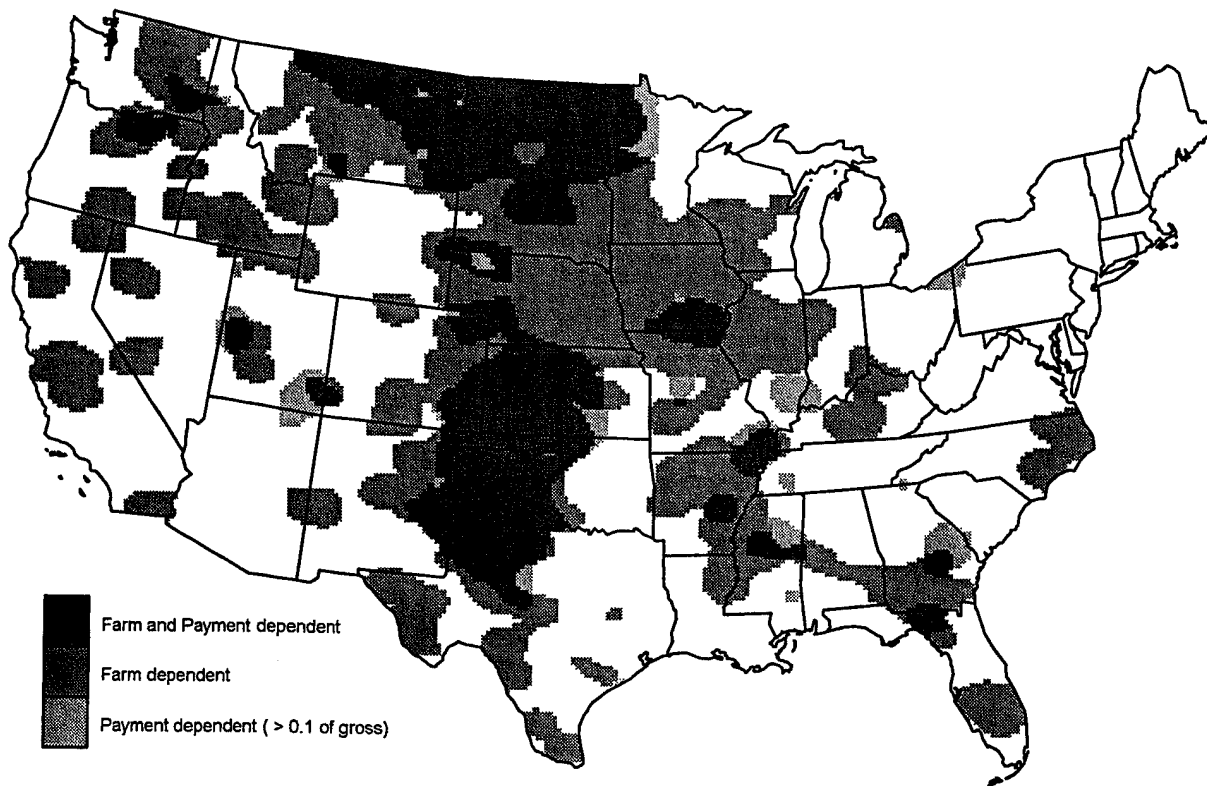 Farm and Payment dependent
Farm dependent
Payment dependent ( > 0.1 of gross)